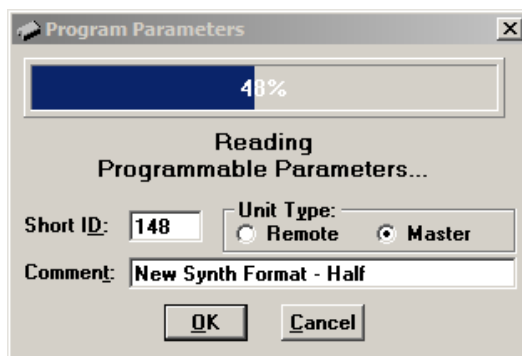 Program Parameters
48%
Reading
Programmable Parameters...
Short ID: 148
Unit Type:
Remote Master
Comment: New Synth Format - Half
OK Cancel